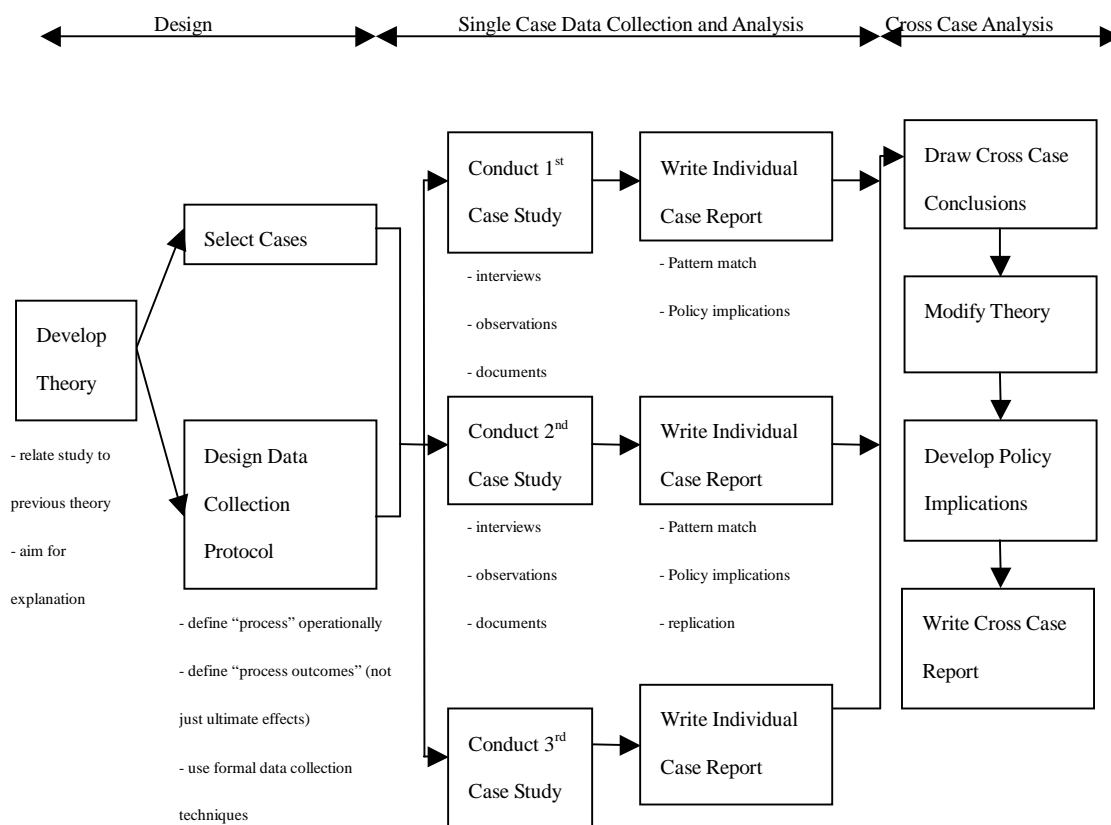 Design
Single Case Data Collection and Analysis
Cross Case Analysis
Develop
Theory
- relate study to
previous theory
- aim for
explanation
Select Cases
Design Data
Collection
Protocol
- define “process” operationally
- define “process outcomes” (not
just ultimate effects)
- use formal data collection
techniques
Conduct 1st
Case Study
- interviews
- observations
- documents
Write Individual
Case Report
- Pattern match
- Policy implications
Conduct 2nd
Case Study
- interviews
- observations
- documents
Write Individual
Case Report
- Pattern match
- Policy implications
- replication
Conduct 3rd
Case Study
Write Individual
Case Report
Draw Cross Case
Conclusions
Modify Theory
Develop Policy
Implications
Write Cross Case
Report